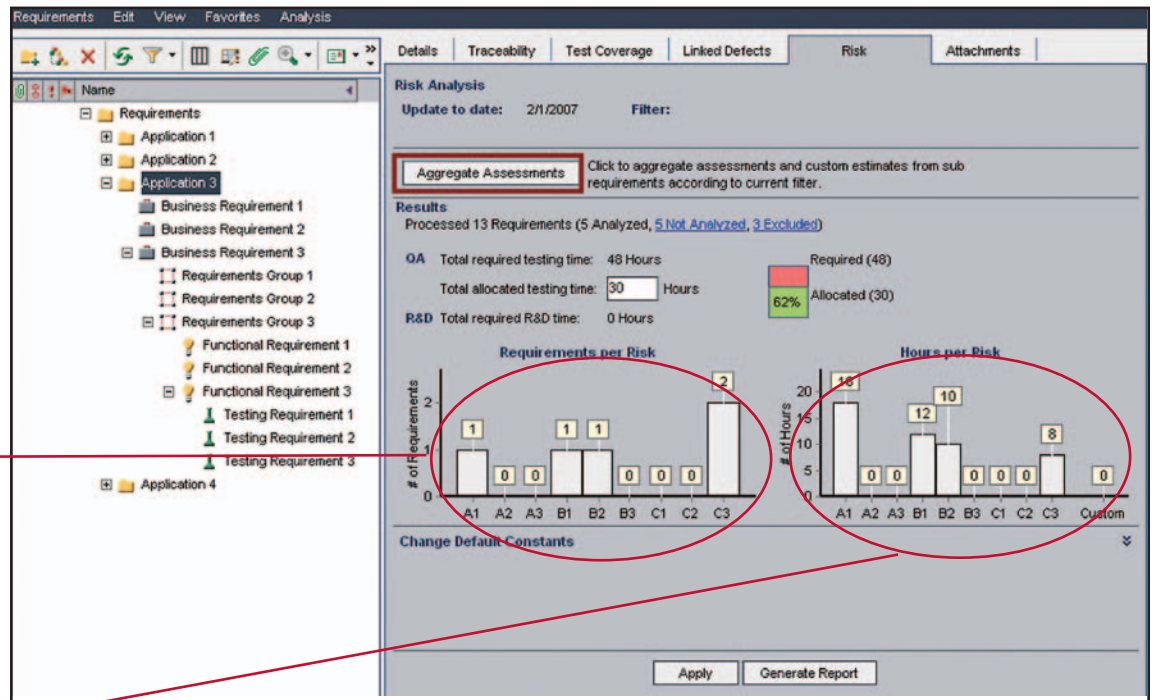 Requirements Edit View Favorites Analysis
Details Traceability Test Coverage Linked Defects Risk Attachments
Name
Requirements
Application 1
Application 2
Application 3
Business Requirement 1
Business Requirement 2
Business Requirement 3
Requirements Group 1
Requirements Group 2
Requirements Group 3
Functional Requirement 1
Functional Requirement 2
Functional Requirement 3
Testing Requirement 1
Testing Requirement 2
Testing Requirement 3
Application 4
Risk Analysis
Update to date: 2/1/2007 Filter:
Aggregate Assessments
Click to aggregate assessments and custom estimates from sub
requirements according to current filter.
Results
Processed 13 Requirements (5 Analyzed, 5 Not Analyzed, 3 Excluded)
QA Total required testing time: 48 Hours
Total allocated testing time: 30 Hours
R&D Total required R&D time: 0 Hours
Required (48)
62% Allocated (30)
Requirements per Risk
# of Requirements
2
1
0
1 0 0 1 1 0 0 0 2
A1 A2 A3 B1 B2 B3 C1 C2 C3
Hours per Risk
# of Hours
20
15
10
5
0
18 0 0 12 10 0 0 0 8 0
A1 A2 A3 B1 B2 B3 C1 C2 C3 Custom
Change Default Constants
Apply Generate Report